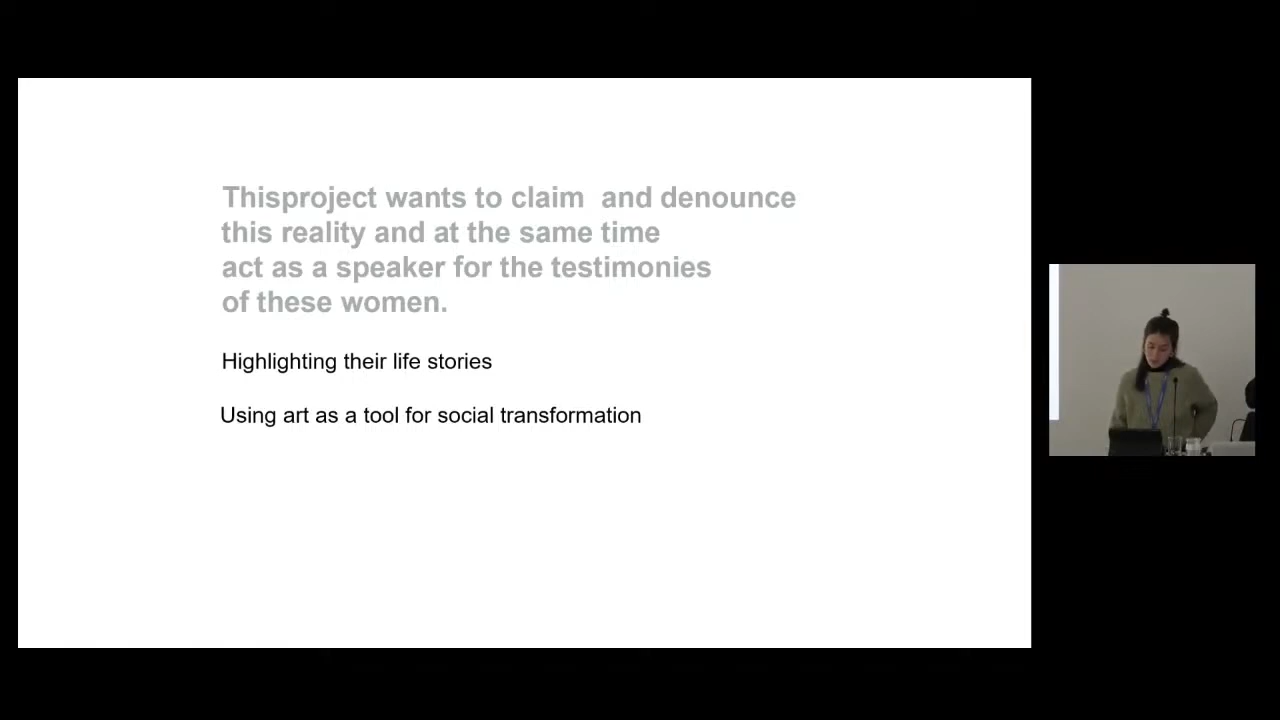 Thisproject wants to claim  and denounce
this reality and at the same time
act as a speaker for the testimonies
of these women.
Highlighting their life stories
Using art as a tool for social transformation